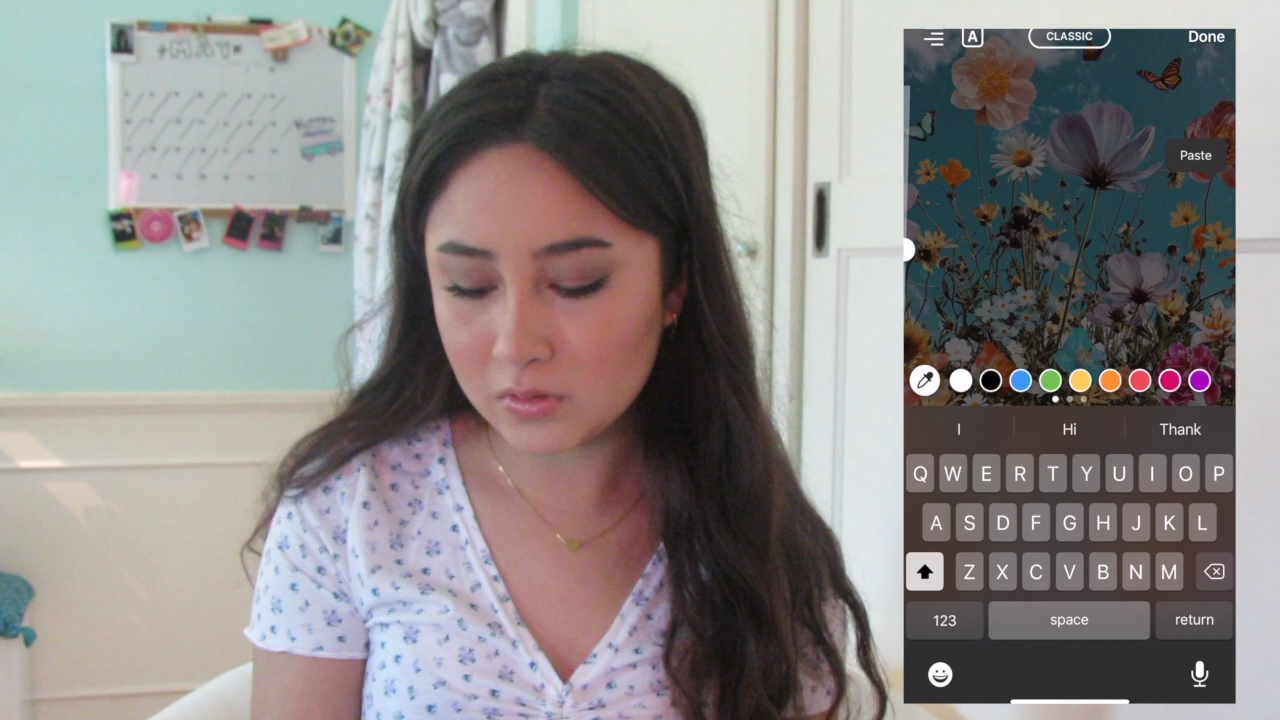 A CLASSIC Done
Paste
I Hi Thank
Q W E R T Y U I O P
A S D F G H J K L
Z X C V B N M
123 space return